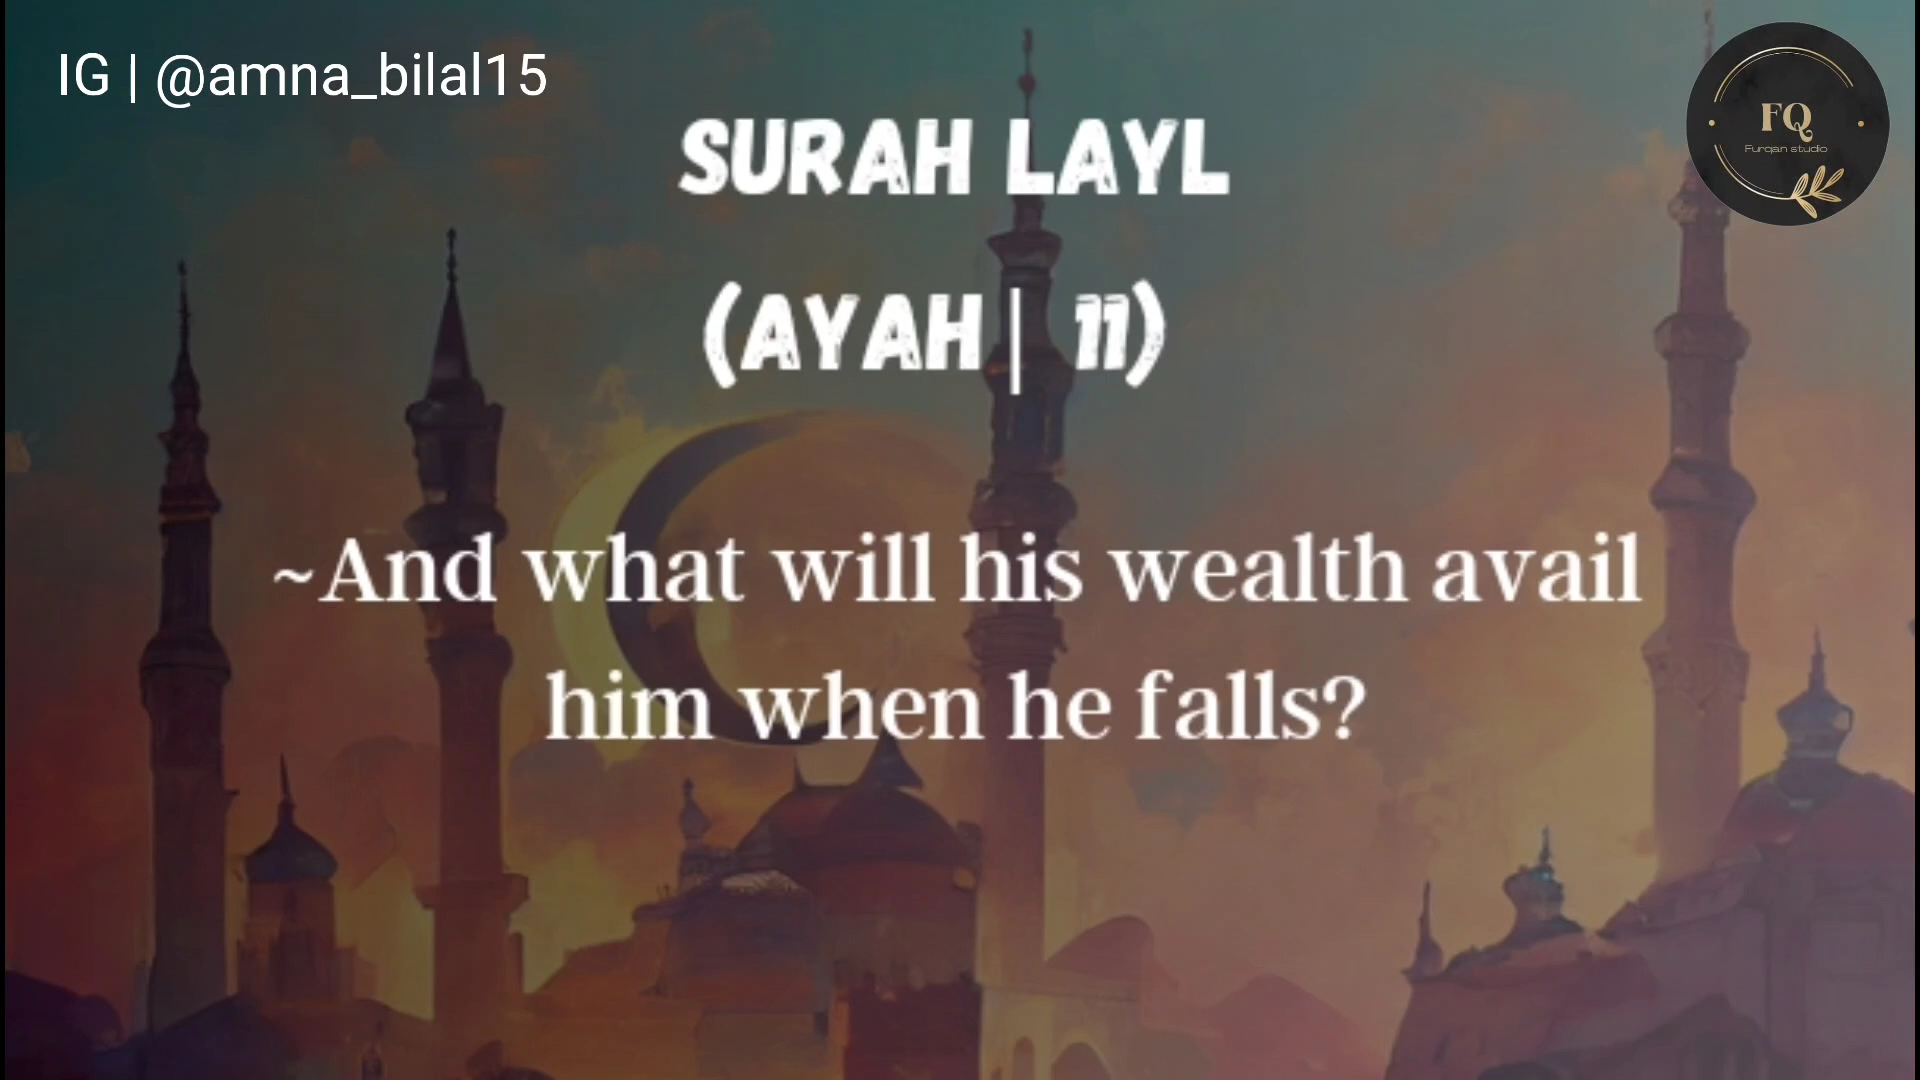 IG | @amna_bilal15
SURAH LAYL
(AYAH| 11)
~And what will his wealth avail
him when he falls?
FQ
Furqan studio